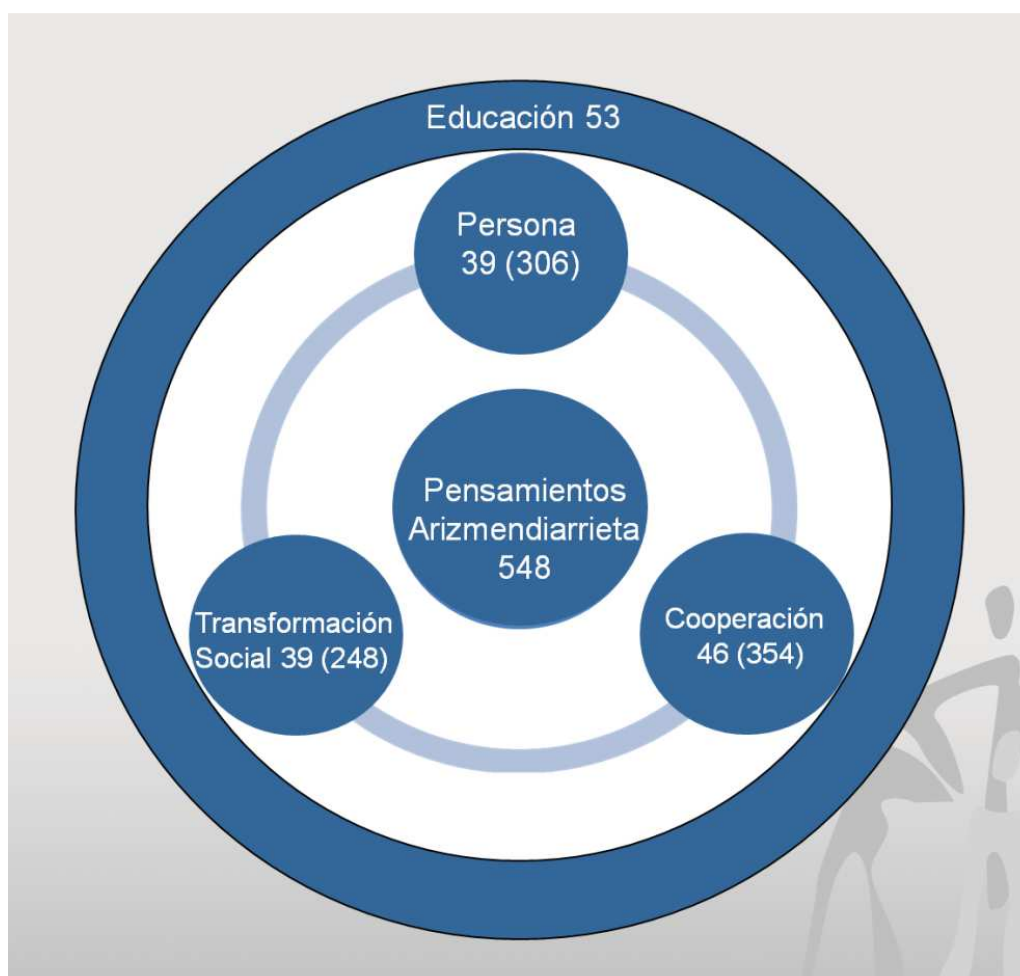 Educación 53
Persona
39 (306)
Pensamientos
Arizmendiarrieta
548
Transformación
Social 39 (248)
Cooperación
46 (354)